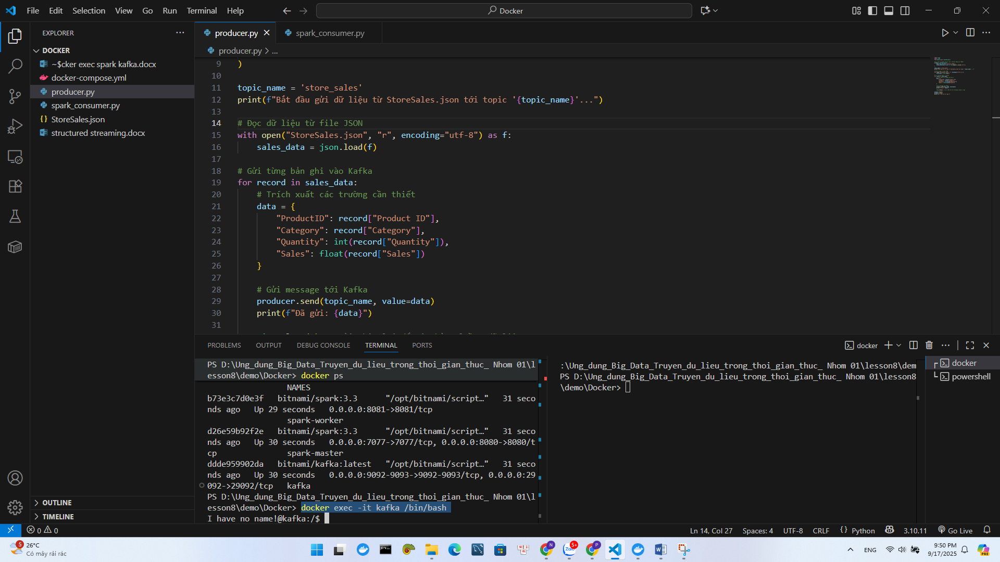 File Edit Selection View Go Run Terminal Help
Docker
EXPLORER
DOCKER
~$cker exec spark kafka.docx
docker-compose.yml
producer.py
spark_consumer.py
StoreSales.json
structured streaming.docx
OUTLINE
TIMELINE
producer.py
spark_consumer.py
producer.py > ...
9 )
10
11 topic_name = 'store_sales'
12 print(f"Bắt đầu gửi dữ liệu từ StoreSales.json tới topic '{topic_name}'...")
13
14 # Đọc dữ liệu từ file JSON
15 with open("StoreSales.json", "r", encoding="utf-8") as f:
16 sales_data = json.load(f)
17
18 # Gửi từng bản ghi vào Kafka
19 for record in sales_data:
20 # Trích xuất các trường cần thiết
21 data = {
22 "ProductID": record["Product ID"],
23 "Category": record["Category"],
24 "Quantity": int(record["Quantity"]),
25 "Sales": float(record["Sales"])
26 }
27
28 # Gửi message tới Kafka
29 producer.send(topic_name, value=data)
30 print(f"Đã gửi: {data}")
31
PROBLEMS OUTPUT DEBUG CONSOLE TERMINAL PORTS
docker
PS D:\Ung_dung_Big_Data_Truyen_du_lieu_trong_thoi_gian_thuc_ Nhom 01\l
esson8\demo\Docker> docker ps
NAMES
b73e3c7d0e3f bitnami/spark:3.3 "/opt/bitnami/script…" 31 seco
nds ago Up 29 seconds 0.0.0.0:8081->8081/tcp
spark-worker
d26e59b92f2e bitnami/spark:3.3 "/opt/bitnami/script…" 31 seco
nds ago Up 30 seconds 0.0.0.0:7077->7077/tcp, 0.0.0.0:8080->8080/t
cp spark-master
ddde959902da bitnami/kafka:latest "/opt/bitnami/script…" 31 seco
nds ago Up 30 seconds 0.0.0.0:9092-9093->9092-9093/tcp, 0.0.0.0:29
092->29092/tcp kafka
PS D:\Ung_dung_Big_Data_Truyen_du_lieu_trong_thoi_gian_thuc_ Nhom 01\l
esson8\demo\Docker> docker exec -it kafka /bin/bash
I have no name!@kafka:/$
:\Ung_dung_Big_Data_Truyen_du_lieu_trong_thoi_gian_thuc_ Nhom 01\lesson8\dem
PS D:\Ung_dung_Big_Data_Truyen_du_lieu_trong_thoi_gian_thuc_ Nhom 01\lesson8
\demo\Docker>
docker
powershell
0 0
Ln 14, Col 27 Spaces: 4 UTF-8 CRLF {} Python 3.10.11 Go Live
5
26°C
Có mây rải rác
N
Zalo
5+
P
ENG
9:50 PM
9/17/2025
PRE